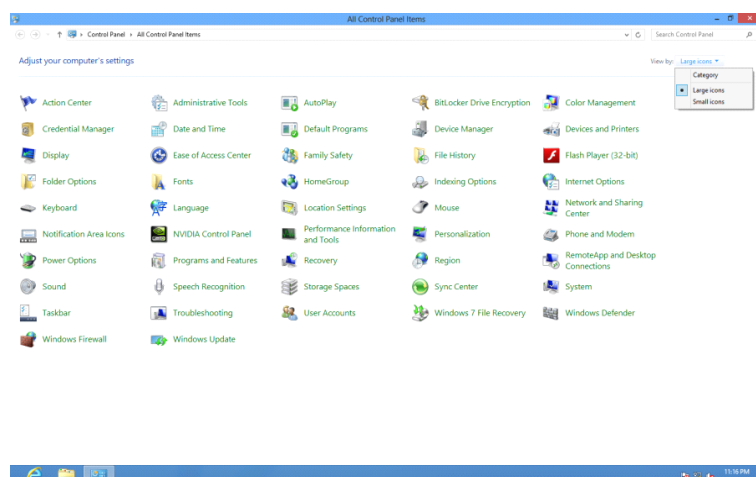 All Control Panel Items
Control Panel All Control Panel Items
Search Control Panel
Adjust your computer's settings
View by: Large icons
Category
Large icons
Small icons
Action Center
Administrative Tools
AutoPlay
BitLocker Drive Encryption
Color Management
Credential Manager
Date and Time
Default Programs
Device Manager
Devices and Printers
Display
Ease of Access Center
Family Safety
File History
Flash Player (32-bit)
Folder Options
Fonts
HomeGroup
Indexing Options
Internet Options
Keyboard
Language
Location Settings
Mouse
Network and Sharing
Center
Notification Area Icons
NVIDIA Control Panel
Performance Information
and Tools
Personalization
Phone and Modem
Power Options
Programs and Features
Recovery
Region
RemoteApp and Desktop
Connections
Sound
Speech Recognition
Storage Spaces
Sync Center
System
Taskbar
Troubleshooting
User Accounts
Windows 7 File Recovery
Windows Defender
Windows Firewall
Windows Update
11:16 PM